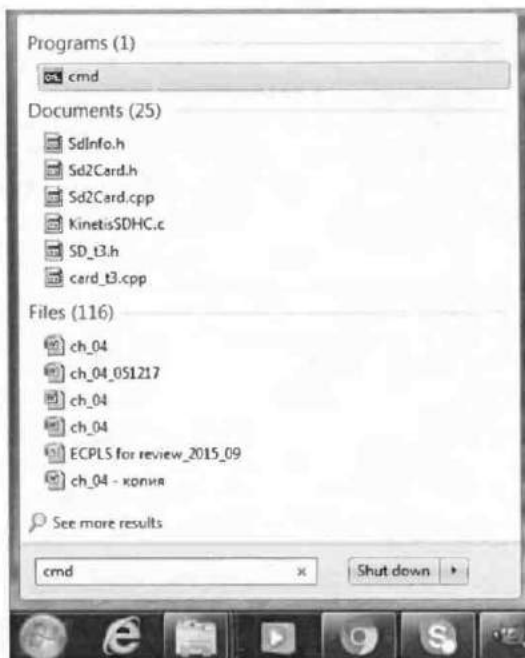 Programs (1)
cmd
Documents (25)
SdInfo.h
Sd2Card.h
Sd2Card.cpp
KinetisSDHC.c
SD_t3.h
card_t3.cpp
Files (116)
ch_04
ch_04_051217
ch_04
ch_04
ECPLS for review_2015_09
ch_04 - копия
See more results
cmd
Shut down